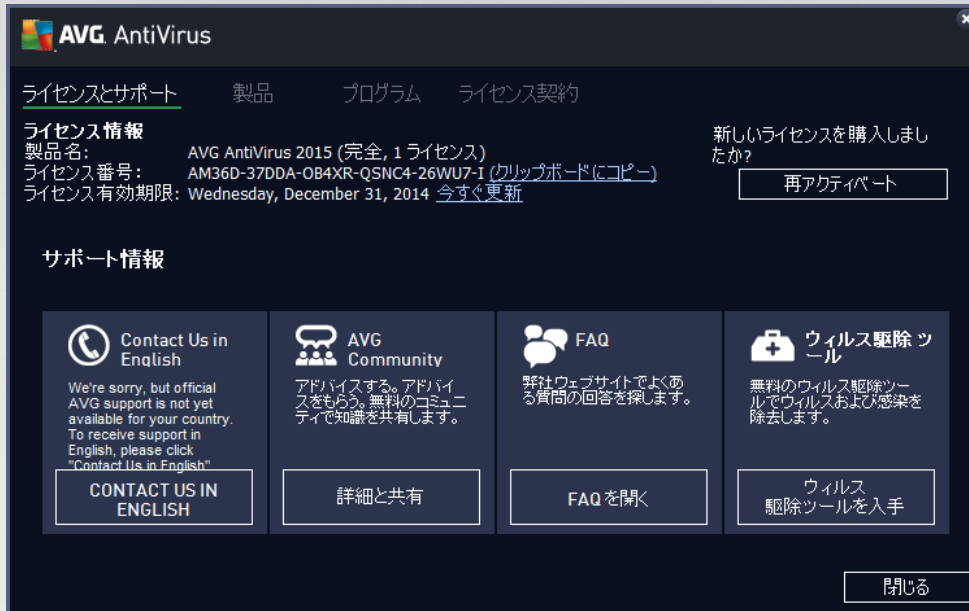 AVG AntiVirus
ライセンスとサポート 製品 プログラム ライセンス契約
ライセンス情報
製品名: AVG AntiVirus 2015 (完全, 1 ライセンス)
ライセンス番号: AM36D-37DDA-OB4XR-QSNC4-26WU7-I (クリップボードにコピー)
ライセンス有効期限: Wednesday, December 31, 2014 今すぐ更新
新しいライセンスを購入しまし
たか?
再アクティベート
サポート情報
Contact Us in
English
We're sorry, but official
AVG support is not yet
available for your country.
To receive support in
English, please click
"Contact Us in English"
CONTACT US IN
ENGLISH
AVG
Community
アドバイスする。アドバイ
スをもらう。無料のコミュニ
ティで知識を共有します。
詳細と共有
FAQ
弊社ウェブサイトでよくあ
る質問の回答を探します。
FAQ を開く
ウィルス駆除 ツ
ール
無料のウィルス駆除ツー
ルでウィルスおよび感染を
除去します。
ウィルス
駆除ツールを入手
閉じる